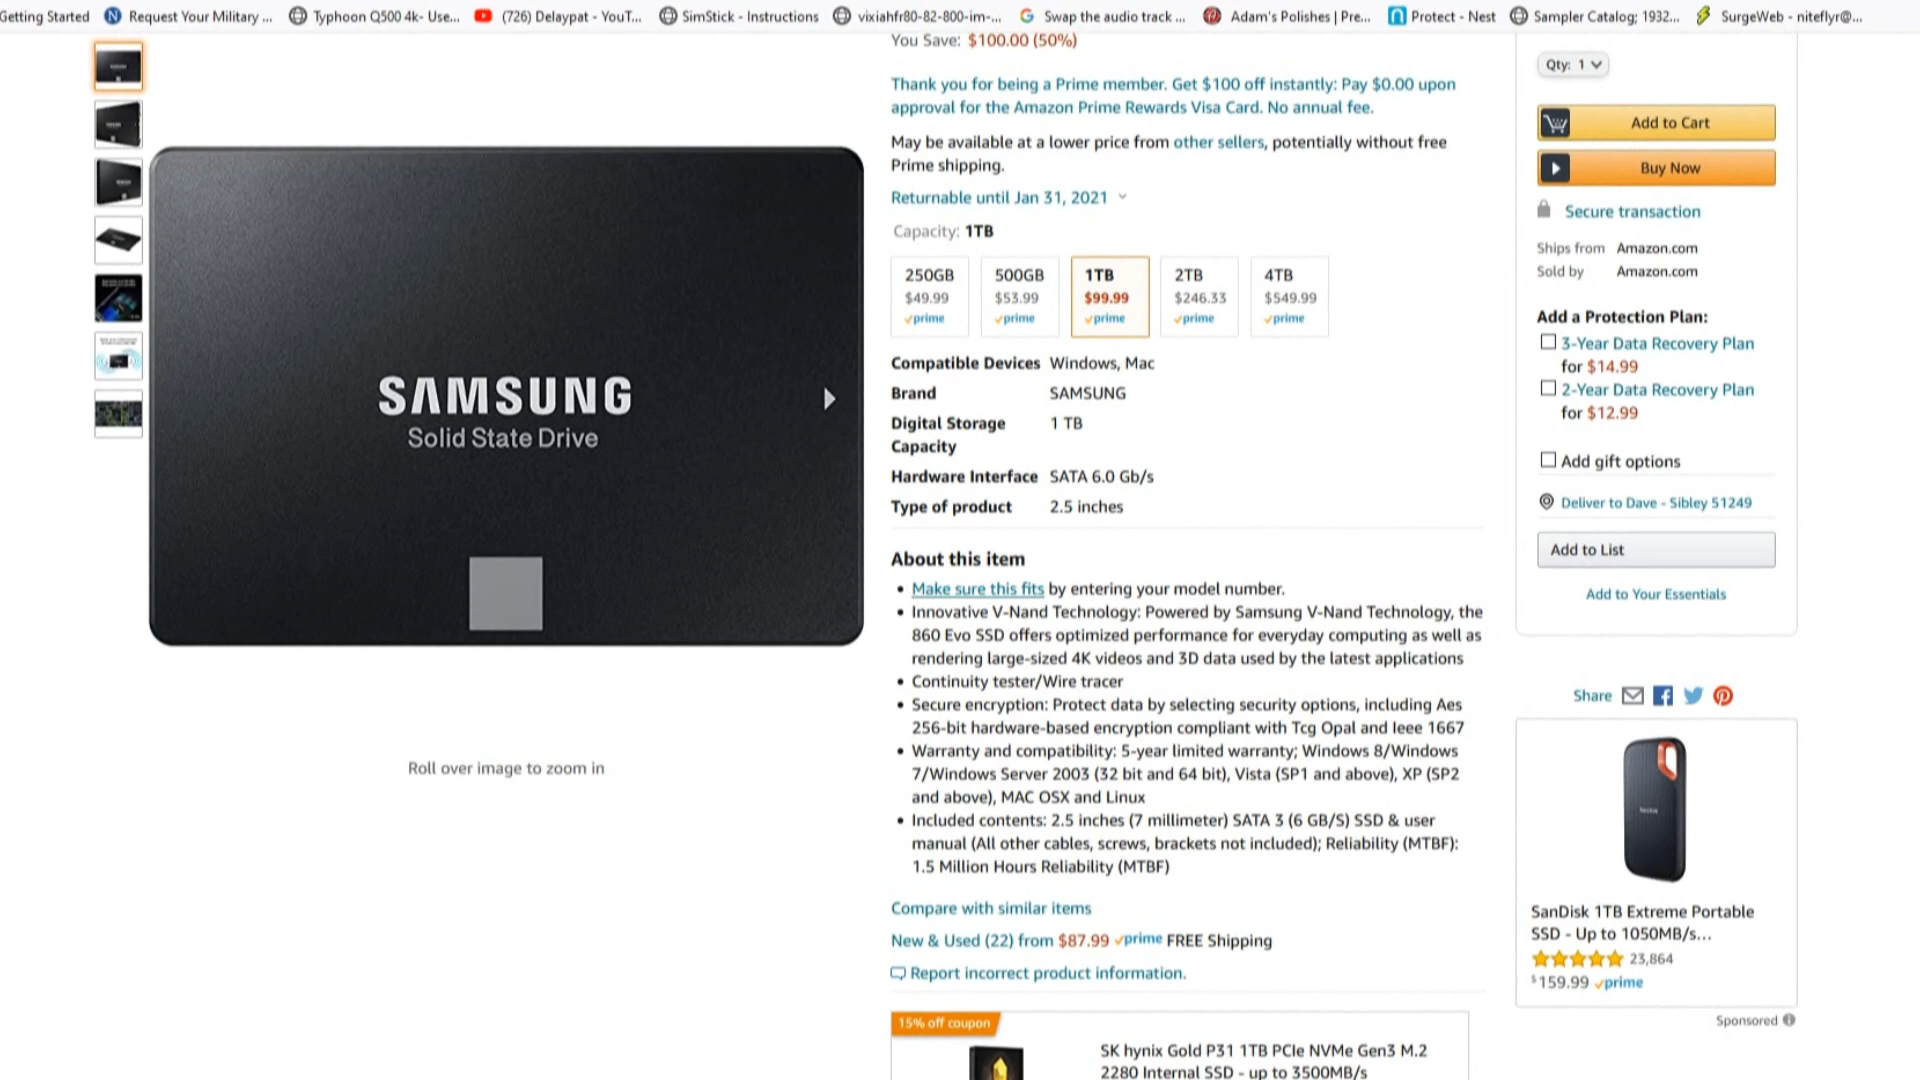 Getting Started
Request Your Military ...
Typhoon Q500 4k- Use...
(726) Delaypat - YouT...
SimStick - Instructions
vixiahfr80-82-800-im-...
Swap the audio track ...
Adam's Polishes | Pre...
Protect - Nest
Sampler Catalog; 1932...
SurgeWeb - niteflyr@...
SAMSUNG
Solid State Drive
Roll over image to zoom in
You Save: $100.00 (50%)
Thank you for being a Prime member. Get $100 off instantly: Pay $0.00 upon
approval for the Amazon Prime Rewards Visa Card. No annual fee.
May be available at a lower price from other sellers, potentially without free
Prime shipping.
Returnable until Jan 31, 2021
Capacity: 1TB
250GB
$49.99
prime
500GB
$53.99
prime
1TB
$99.99
prime
2TB
$246.33
prime
4TB
$549.99
prime
Compatible Devices Windows, Mac
Brand SAMSUNG
Digital Storage 1 TB
Capacity
Hardware Interface SATA 6.0 Gb/s
Type of product 2.5 inches
About this item
• Make sure this fits by entering your model number.
• Innovative V-Nand Technology: Powered by Samsung V-Nand Technology, the
860 Evo SSD offers optimized performance for everyday computing as well as
rendering large-sized 4K videos and 3D data used by the latest applications
• Continuity tester/Wire tracer
• Secure encryption: Protect data by selecting security options, including Aes
256-bit hardware-based encryption compliant with Tcg Opal and Ieee 1667
• Warranty and compatibility: 5-year limited warranty; Windows 8/Windows
7/Windows Server 2003 (32 bit and 64 bit), Vista (SP1 and above), XP (SP2
and above), MAC OSX and Linux
• Included contents: 2.5 inches (7 millimeter) SATA 3 (6 GB/S) SSD & user
manual (All other cables, screws, brackets not included); Reliability (MTBF):
1.5 Million Hours Reliability (MTBF)
Compare with similar items
New & Used (22) from $87.99 prime FREE Shipping
Report incorrect product information.
15% off coupon
SK hynix Gold P31 1TB PCIe NVMe Gen3 M.2
2280 Internal SSD - up to 3500MB/s
Qty: 1
Add to Cart
Buy Now
Secure transaction
Ships from Amazon.com
Sold by Amazon.com
Add a Protection Plan:
3-Year Data Recovery Plan
for $14.99
2-Year Data Recovery Plan
for $12.99
Add gift options
Deliver to Dave - Sibley 51249
Add to List
Add to Your Essentials
Share
SanDisk 1TB Extreme Portable
SSD - Up to 1050MB/s...
23,864
$159.99 prime
Sponsored